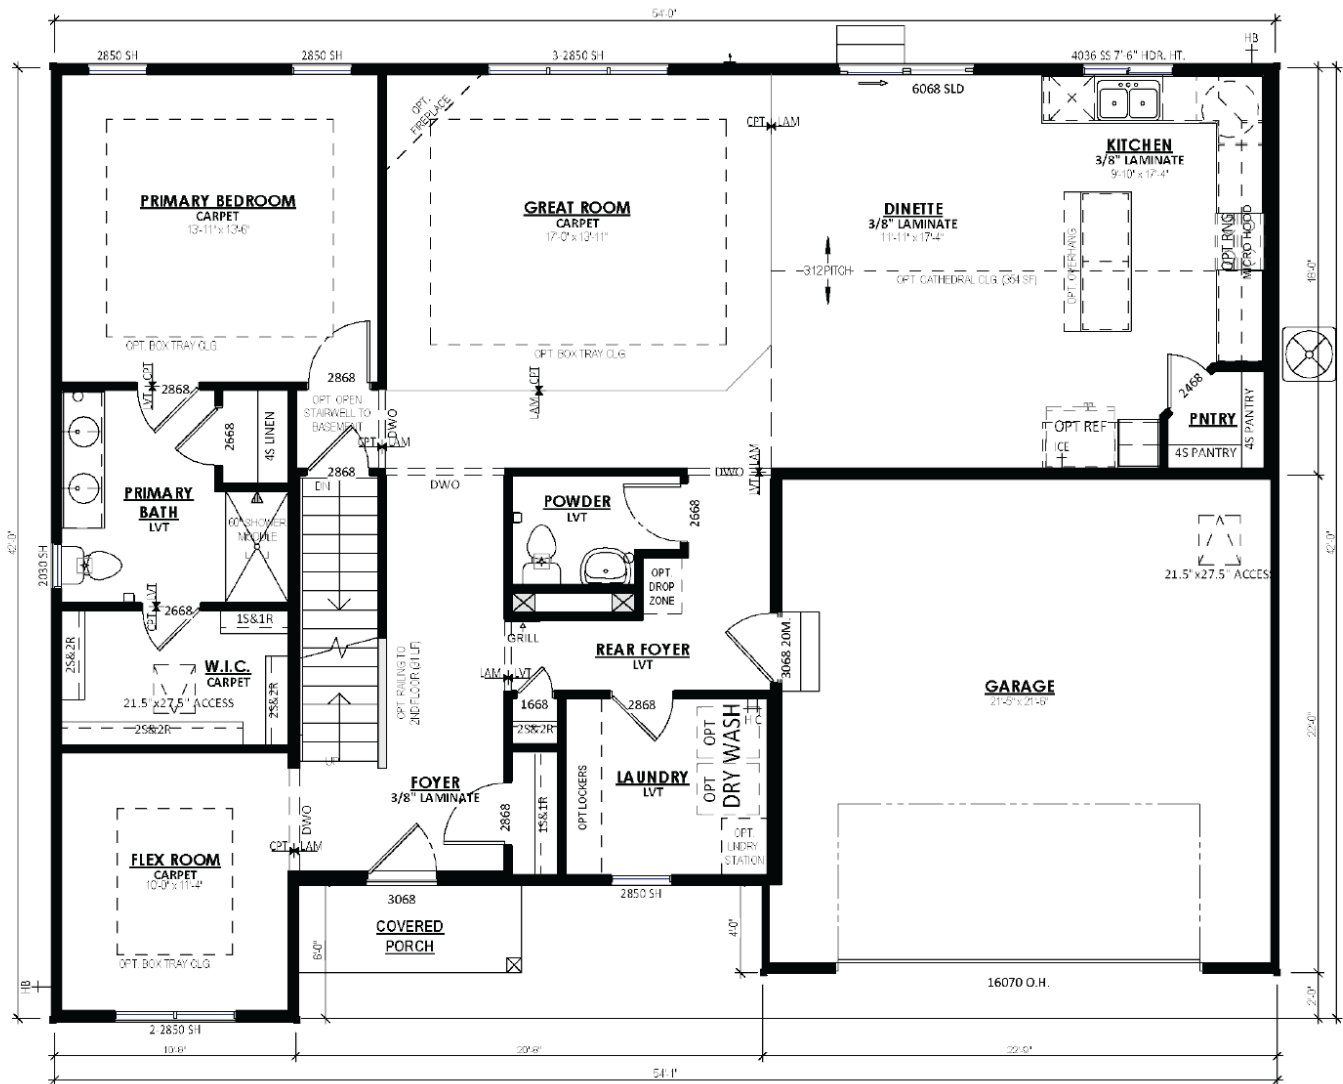 54'-0"
HB
2850 SH
2850 SH
3-2850 SH
4036 SS 7'-6" HDR. HT.
6068 SLD
OPT.
FIREPLACE
CPT
LAM
KITCHEN
3/8" LAMINATE
9'-10" x 17'-4"
PRIMARY BEDROOM
CARPET
13'-11" x 13'-6"
GREAT ROOM
CARPET
17'-0" x 13'-11"
DINETTE
3/8" LAMINATE
11'-11" x 17'-4"
OPT RNG
MICRO HOOD
OPT. OVERHANG
3:12 PITCH
OPT. CATHEDRAL CLG. (354 SF)
18'-0"
OPT. BOX TRAY CLG.
OPT. BOX TRAY CLG.
2868
CPT
LVT
2868
CPT
LAM
2468
OPT. OPEN
STAIRWELL TO
BASEMENT
DWO
2668
4S LINEN
CPT
LAM
OPT REF
ICE
PNTRY
4S PANTRY
4S PANTRY
2868
DN
DWO
DWO
LAM
LVT
PRIMARY
BATH
LVT
POWDER
LVT
2668
60" SHOWER
MODULE
42'-0"
42'-0"
2030 SH
OPT.
DROP
ZONE
21.5"x27.5" ACCESS
LVT
CPT
2668
1S&1R
GRILL
REAR FOYER
LVT
3068 20M.
2S&2R
W.I.C.
CARPET
21.5"x27.5" ACCESS
2S&2R
2S&2R
OPT. RAILING TO
2ND FLOOR (31 LF)
LAM
LVT
1668
2S&2R
2868
H C
GARAGE
21'-5" x 21'-6"
22'-0"
UP
OPT
OPT
DRY WASH
FOYER
3/8" LAMINATE
LAUNDRY
LVT
OPT LOCKERS
DWO
2868
1S&1R
CPT
LAM
OPT.
LNDRY
STATION
FLEX ROOM
CARPET
10'-0" x 11'-4"
3068
2850 SH
COVERED
PORCH
6'-0"
4'-0"
OPT. BOX TRAY CLG.
16070 O.H.
HB
2'-0"
2-2850 SH
10'-8"
20'-8"
22'-9"
54'-1"